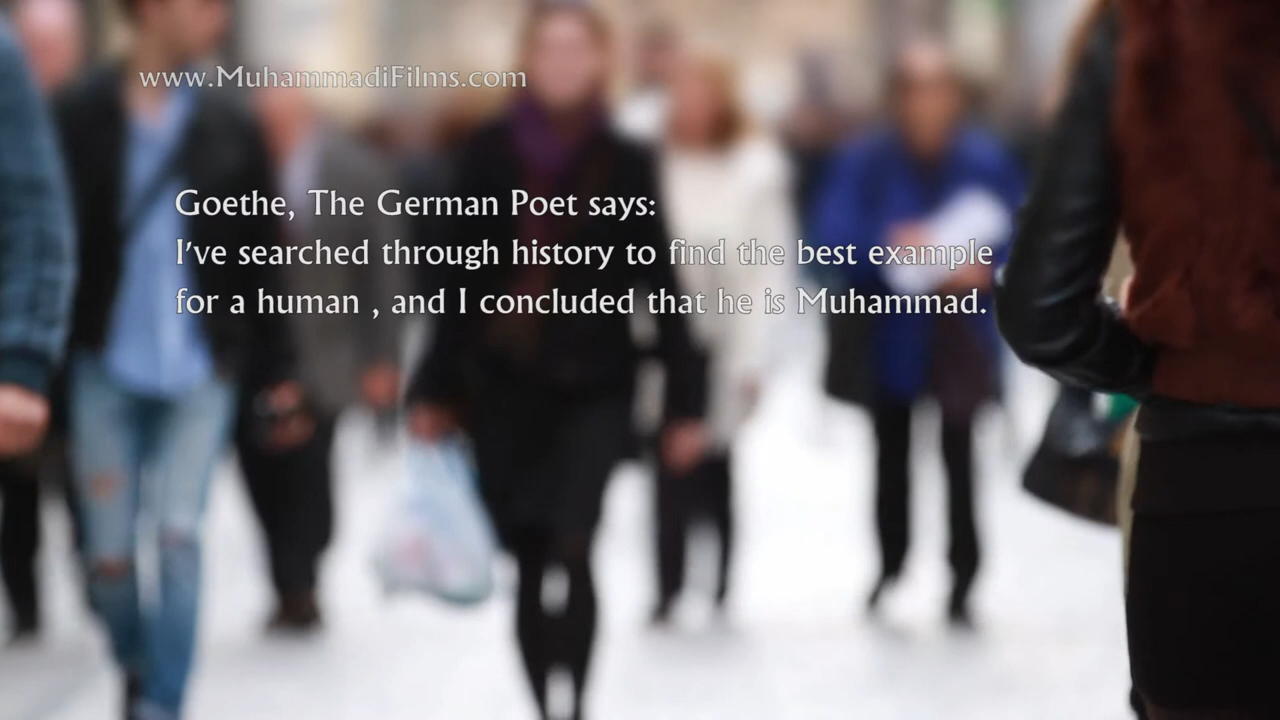 www.MuhammadiFilms.com
Goethe, The German Poet says:
I've searched through history to find the best example
for a human , and I concluded that he is Muhammad.